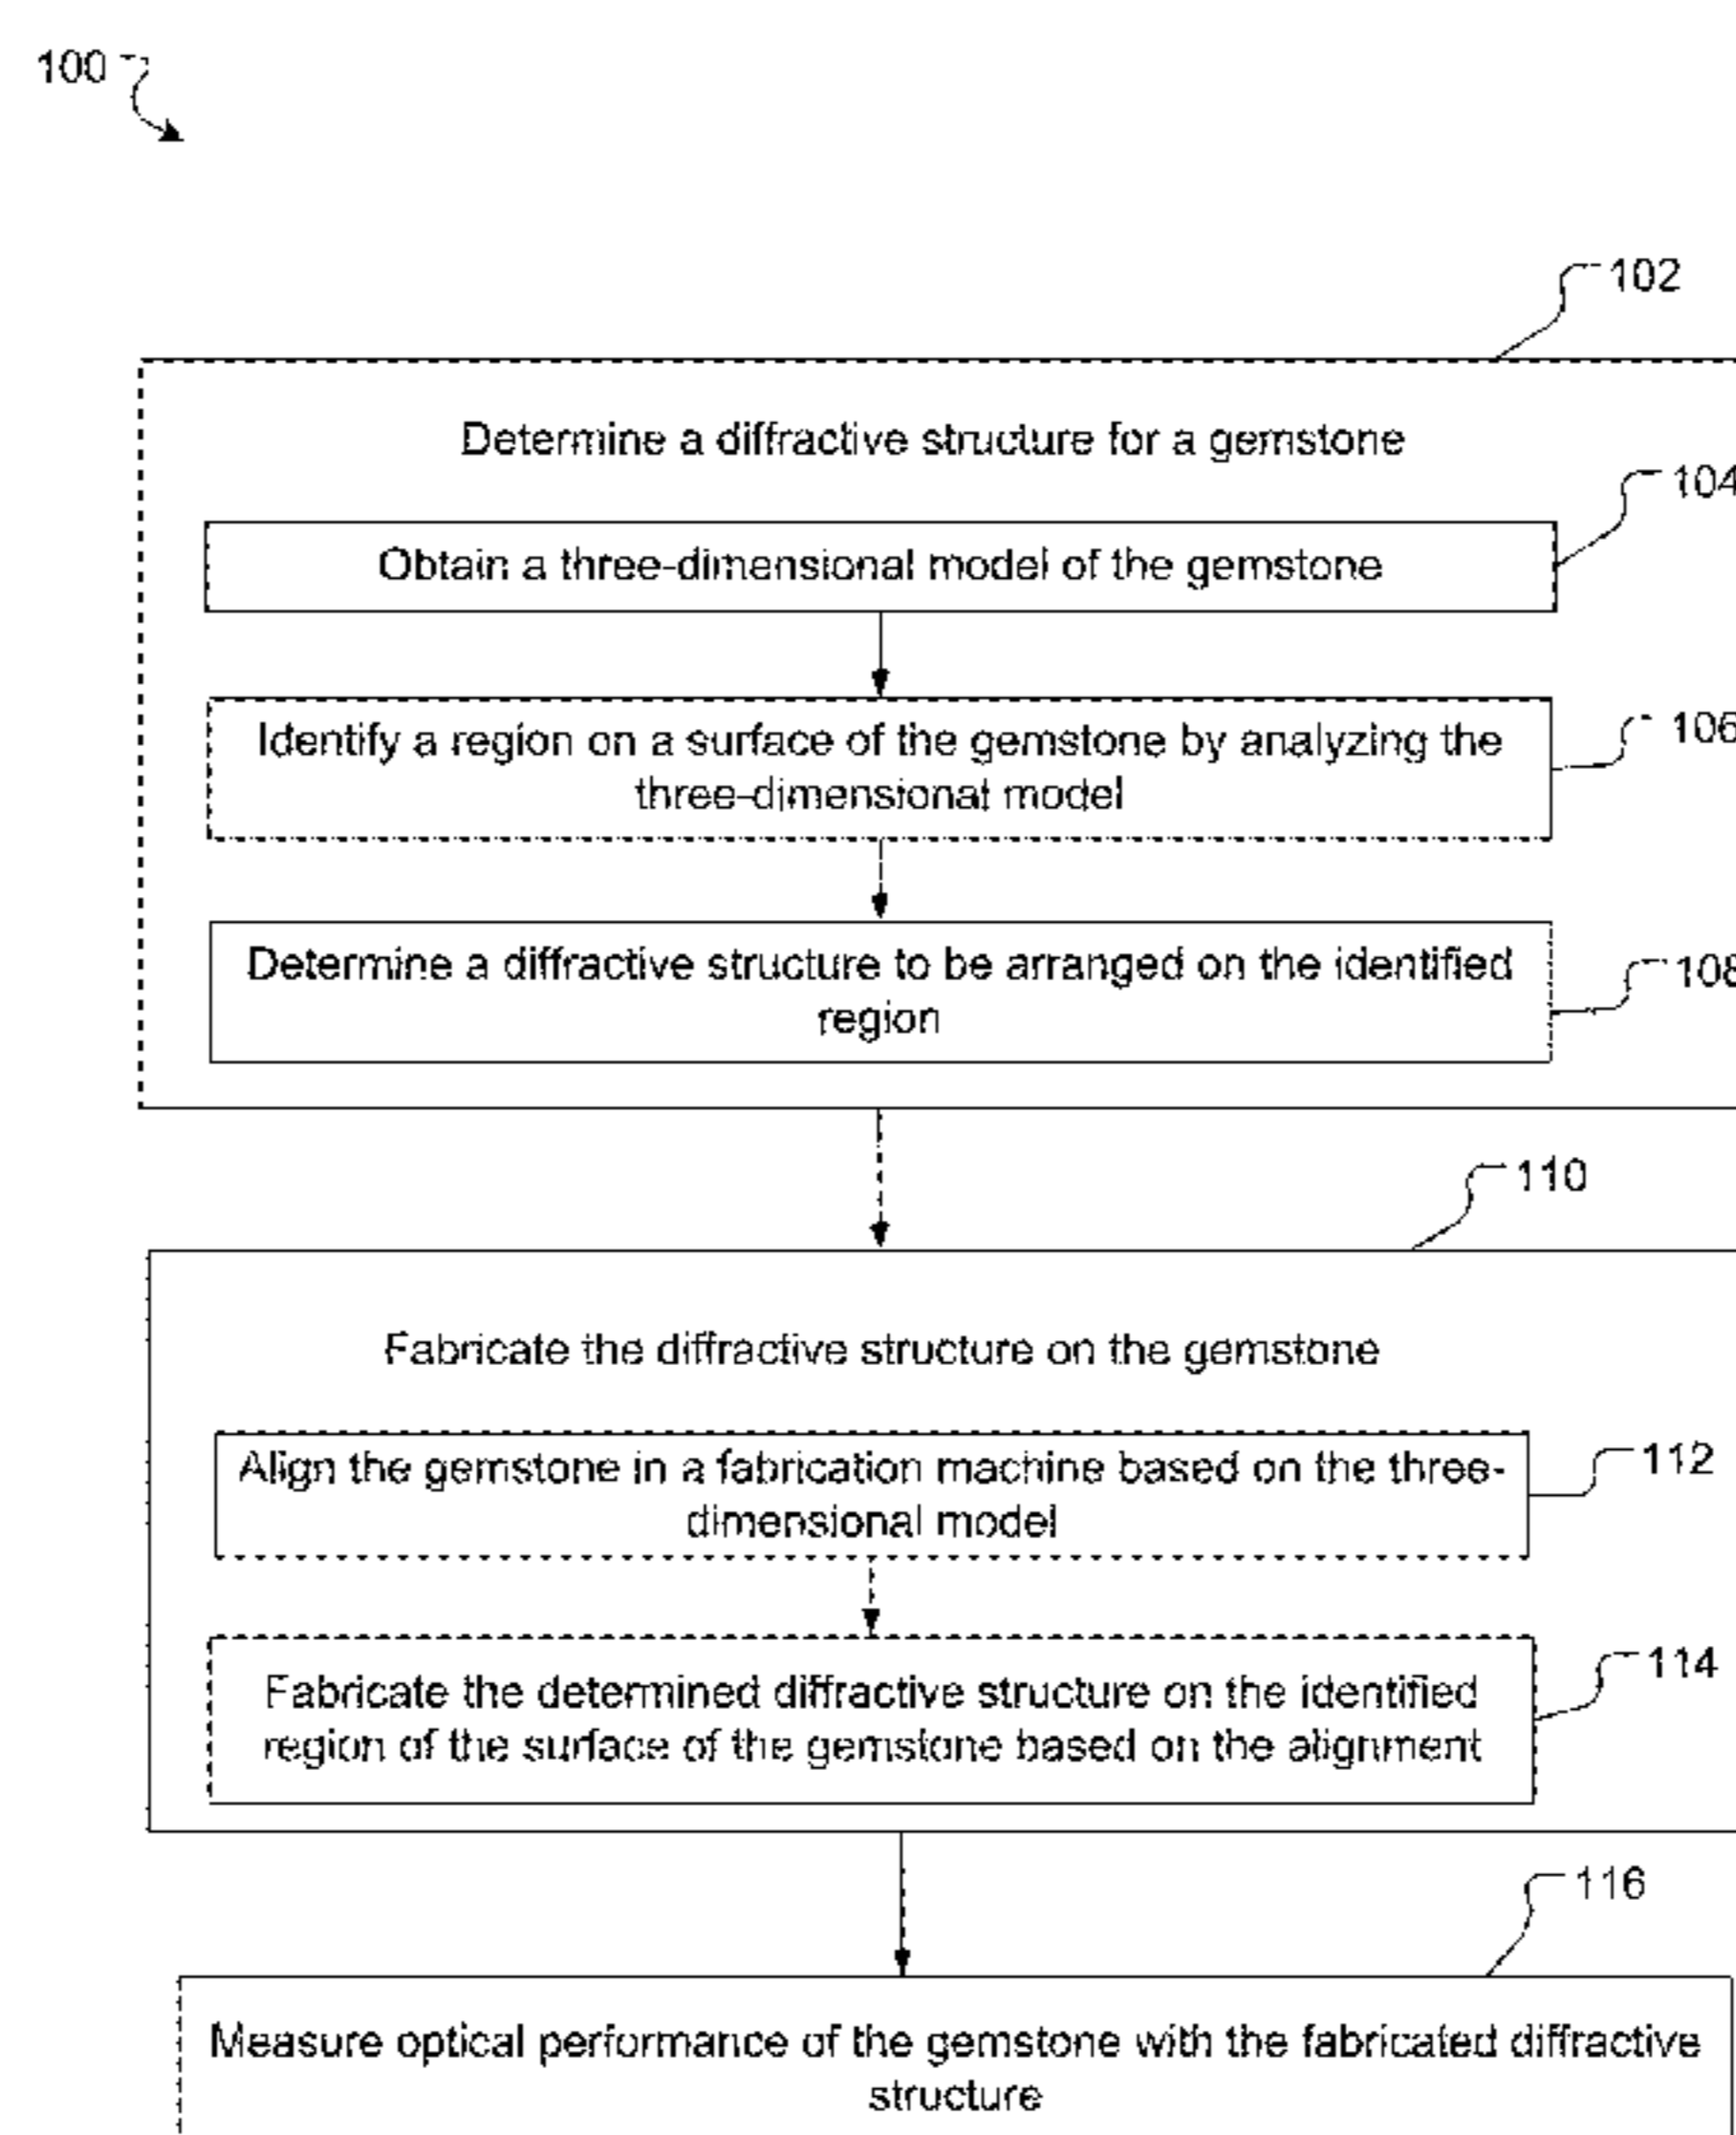 100
102
Determine a diffractive structure for a gemstone
104
Obtain a three-dimensional model of the gemstone
106
Identify a region on a surface of the gemstone by analyzing the
three-dimensional model
108
Determine a diffractive structure to be arranged on the identified
region
110
Fabricate the diffractive structure on the gemstone
112
Align the gemstone in a fabrication machine based on the three-
dimensional model
114
Fabricate the determined diffractive structure on the identified
region of the surface of the gemstone based on the alignment
116
Measure optical performance of the gemstone with the fabricated diffractive
structure